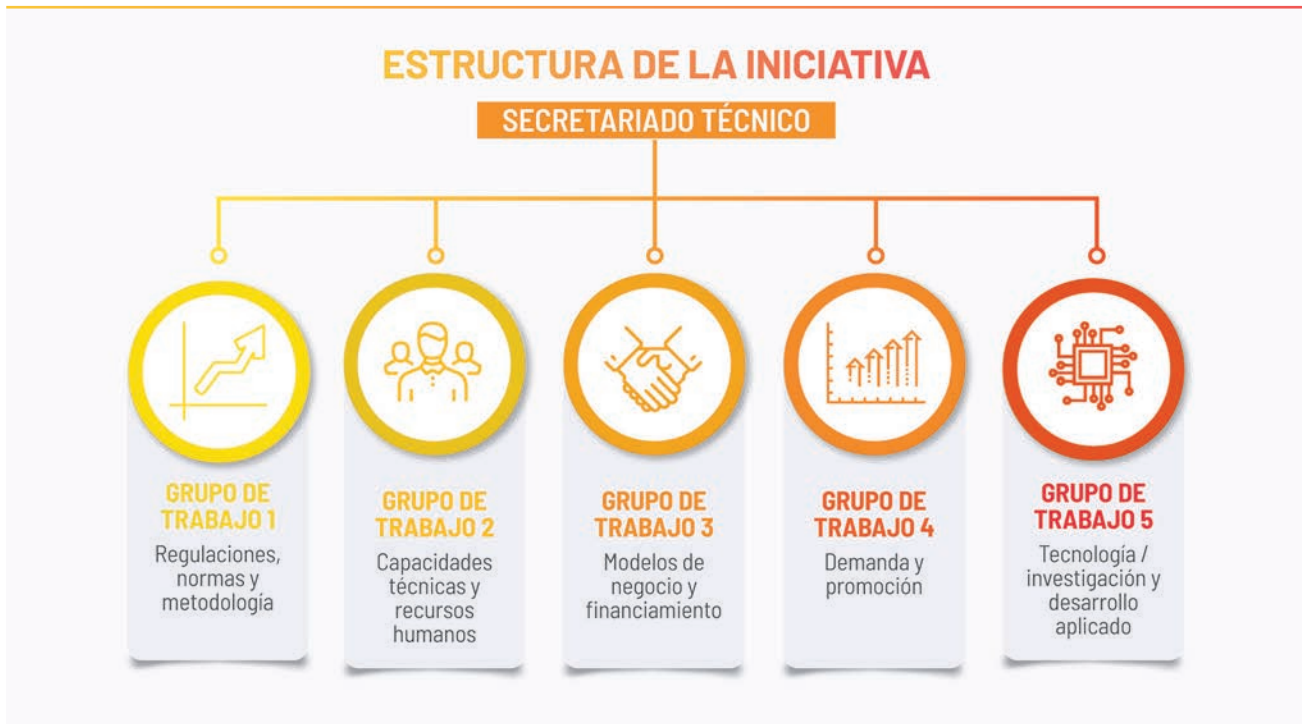 ESTRUCTURA DE LA INICIATIVA
SECRETARIADO TÉCNICO
GRUPO DE
TRABAJO 1
Regulaciones,
normas y
metodología
GRUPO DE
TRABAJO 2
Capacidades
técnicas y
recursos
humanos
GRUPO DE
TRABAJO 3
Modelos de
negocio y
financiamiento
GRUPO DE
TRABAJO 4
Demanda y
promoción
GRUPO DE
TRABAJO 5
Tecnología /
investigación y
desarrollo
aplicado